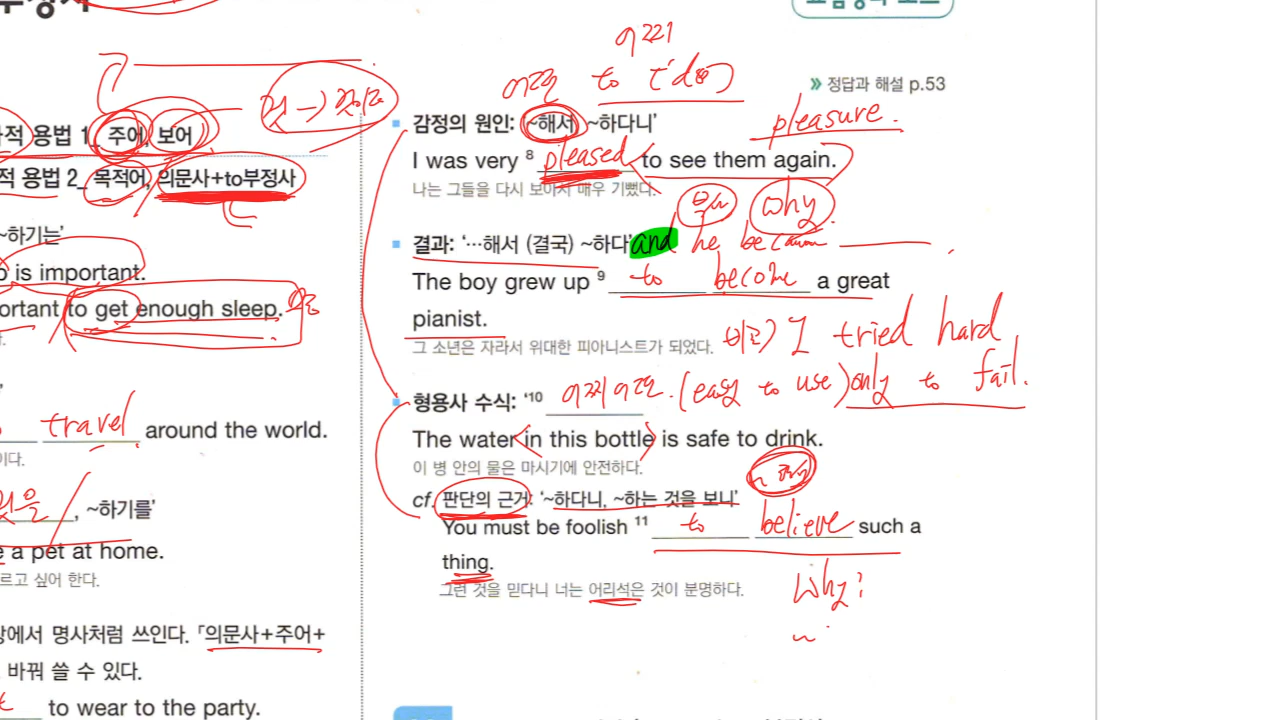 » 정답과 해설 p.53
적 용법 1_ 주어, 보어
적 용법 2_ 목적어, 의문사+to부정사
~하기는'
is important.
ortant to get enough sleep.
travel around the world.
이다.
것을, ~하기를'
e a pet at home.
르고 싶어 한다.
장에서 명사처럼 쓰인다. 「의문사+주어+
바꿔 쓸 수 있다.
to wear to the party.
to
pleasure.
감정의 원인: '~해서, ~하다니'
I was very 8 pleased to see them again.
나는 그들을 다시 보아서 매우 기뻤다.
why
결과: '…해서 (결국) ~하다' and he
The boy grew up 9 to become a great
pianist.
그 소년은 자라서 위대한 피아니스트가 되었다.
I tried hard
only to fail.
형용사 수식: '10 (easy to use)
The water in this bottle is safe to drink.
이 병 안의 물은 마시기에 안전하다.
cf. 판단의 근거: '~하다니, ~하는 것을 보니'
You must be foolish 11 to believe such a
thing.
그런 것을 믿다니 너는 어리석은 것이 분명하다.
why?